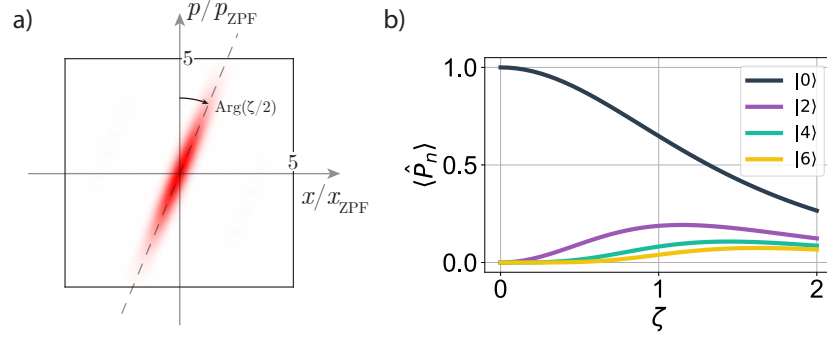 a)
p/p_ZPF
5
Arg(ζ/2)
5
x/x_ZPF
b)
1.0
0.5
0.0
⟨P̂_n⟩
|0⟩
|2⟩
|4⟩
|6⟩
0
1
2
ζ